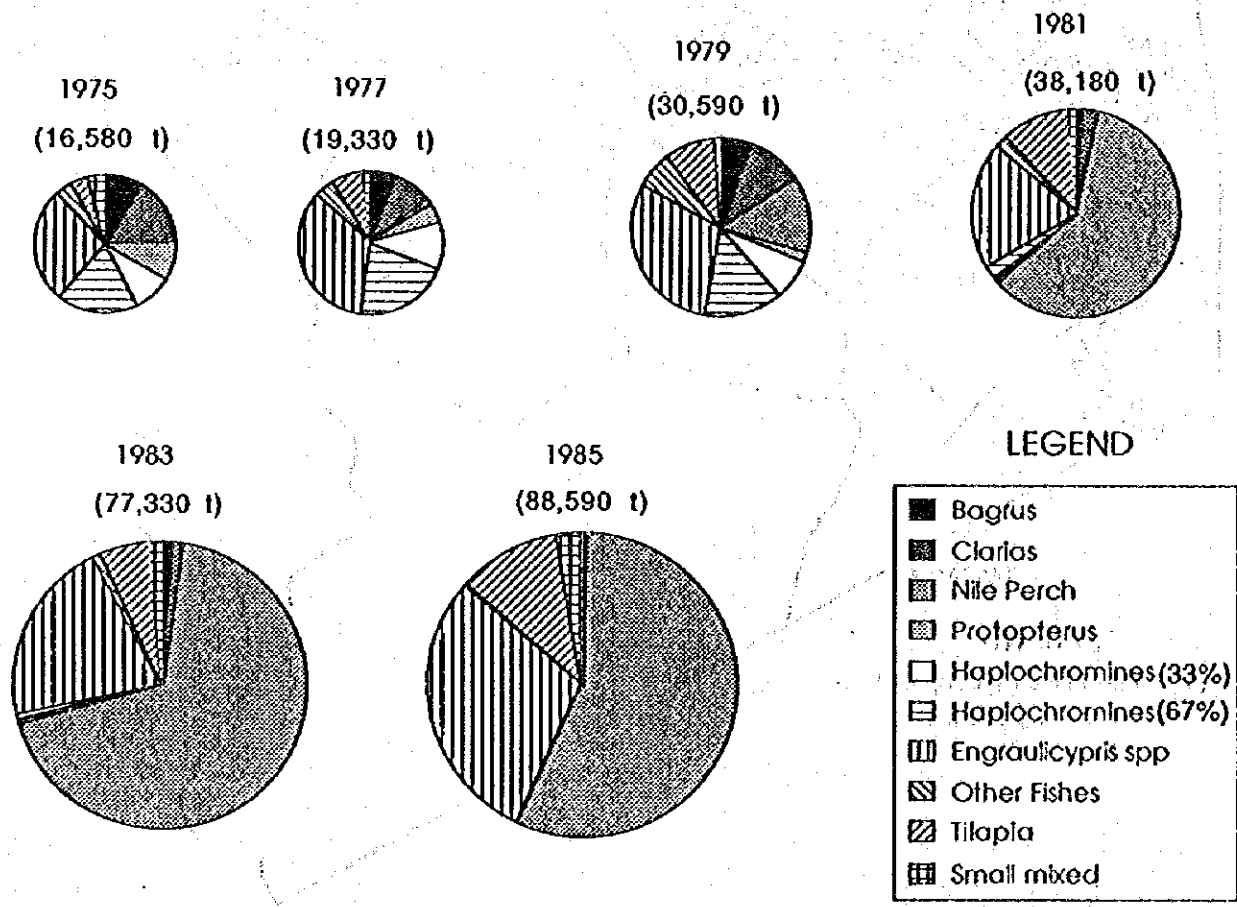 1975
(16,580 t)
1977
(19,330 t)
1979
(30,590 t)
1981
(38,180 t)
1983
(77,330 t)
1985
(88,590 t)
LEGEND
Bagrus
Clarias
Nile Perch
Protopterus
Haplochromines(33%)
Haplochromines(67%)
Engraulicypris spp
Other Fishes
Tilapia
Small mixed